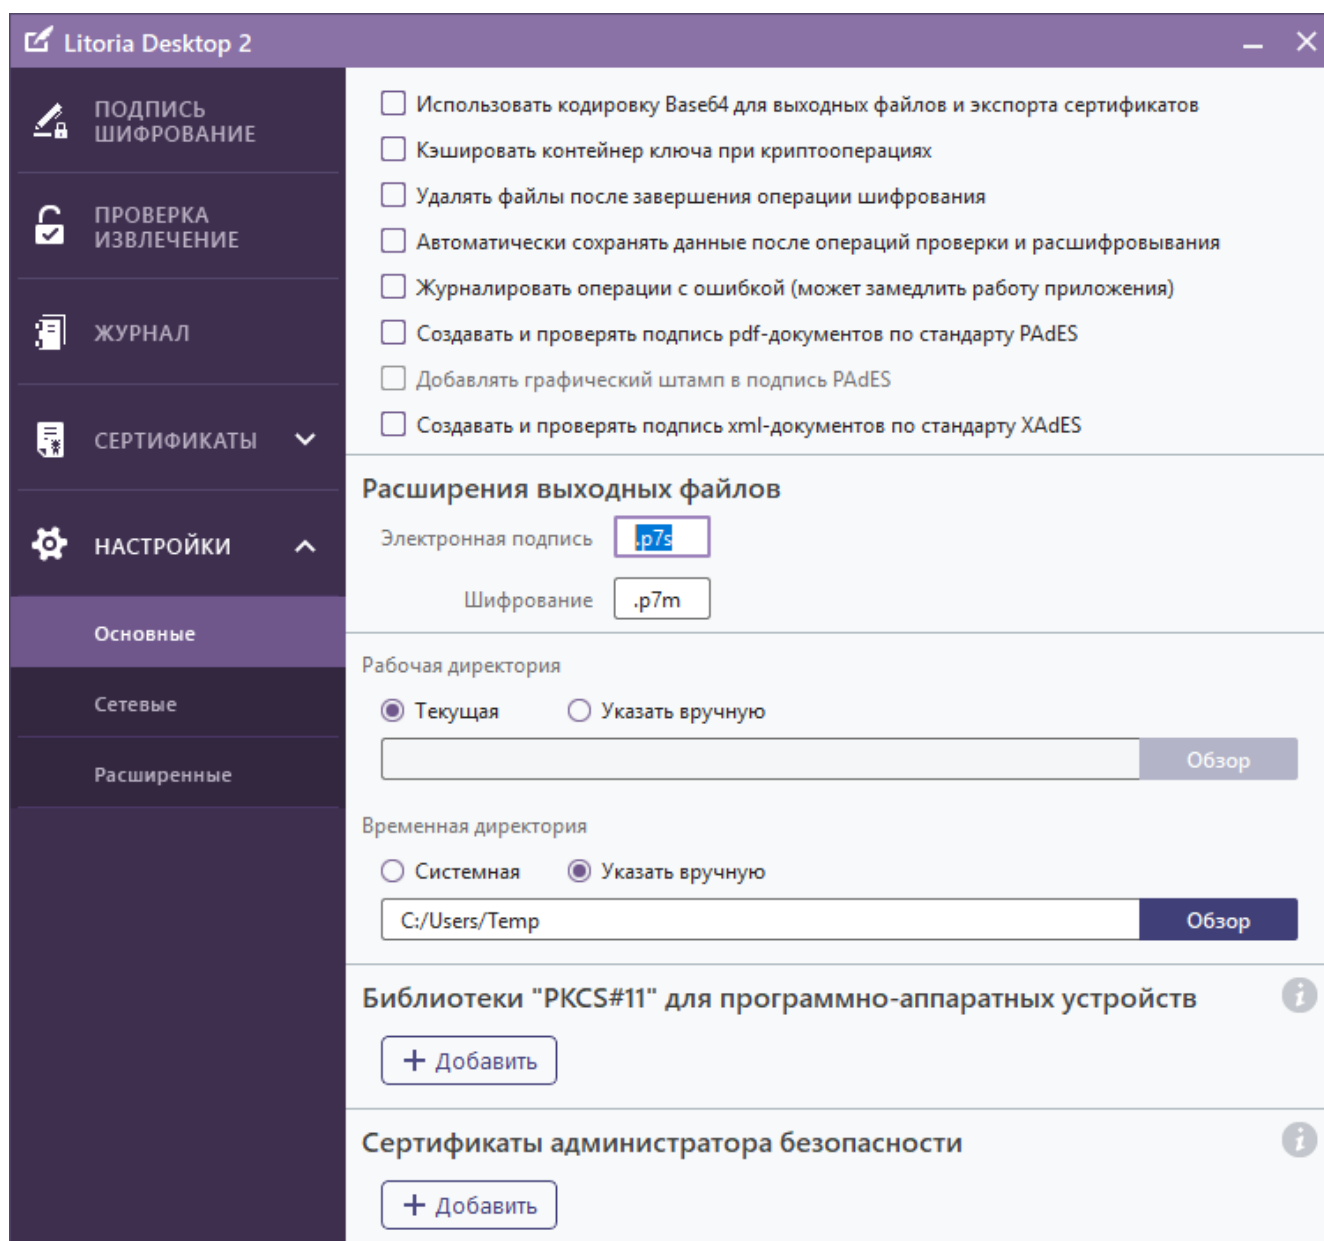 Litoria Desktop 2
ПОДПИСЬ
ШИФРОВАНИЕ
ПРОВЕРКА
ИЗВЛЕЧЕНИЕ
ЖУРНАЛ
СЕРТИФИКАТЫ
НАСТРОЙКИ
Основные
Сетевые
Расширенные
Использовать кодировку Base64 для выходных файлов и экспорта сертификатов
Кэшировать контейнер ключа при криптооперациях
Удалять файлы после завершения операции шифрования
Автоматически сохранять данные после операций проверки и расшифровывания
Журналировать операции с ошибкой (может замедлить работу приложения)
Создавать и проверять подпись pdf-документов по стандарту PAdES
Добавлять графический штамп в подпись PAdES
Создавать и проверять подпись xml-документов по стандарту XAdES
Расширения выходных файлов
Электронная подпись .p7s
Шифрование .p7m
Рабочая директория
Текущая Указать вручную
Обзор
Временная директория
Системная Указать вручную
C:/Users/Temp Обзор
Библиотеки "PKCS#11" для программно-аппаратных устройств
+ Добавить
Сертификаты администратора безопасности
+ Добавить